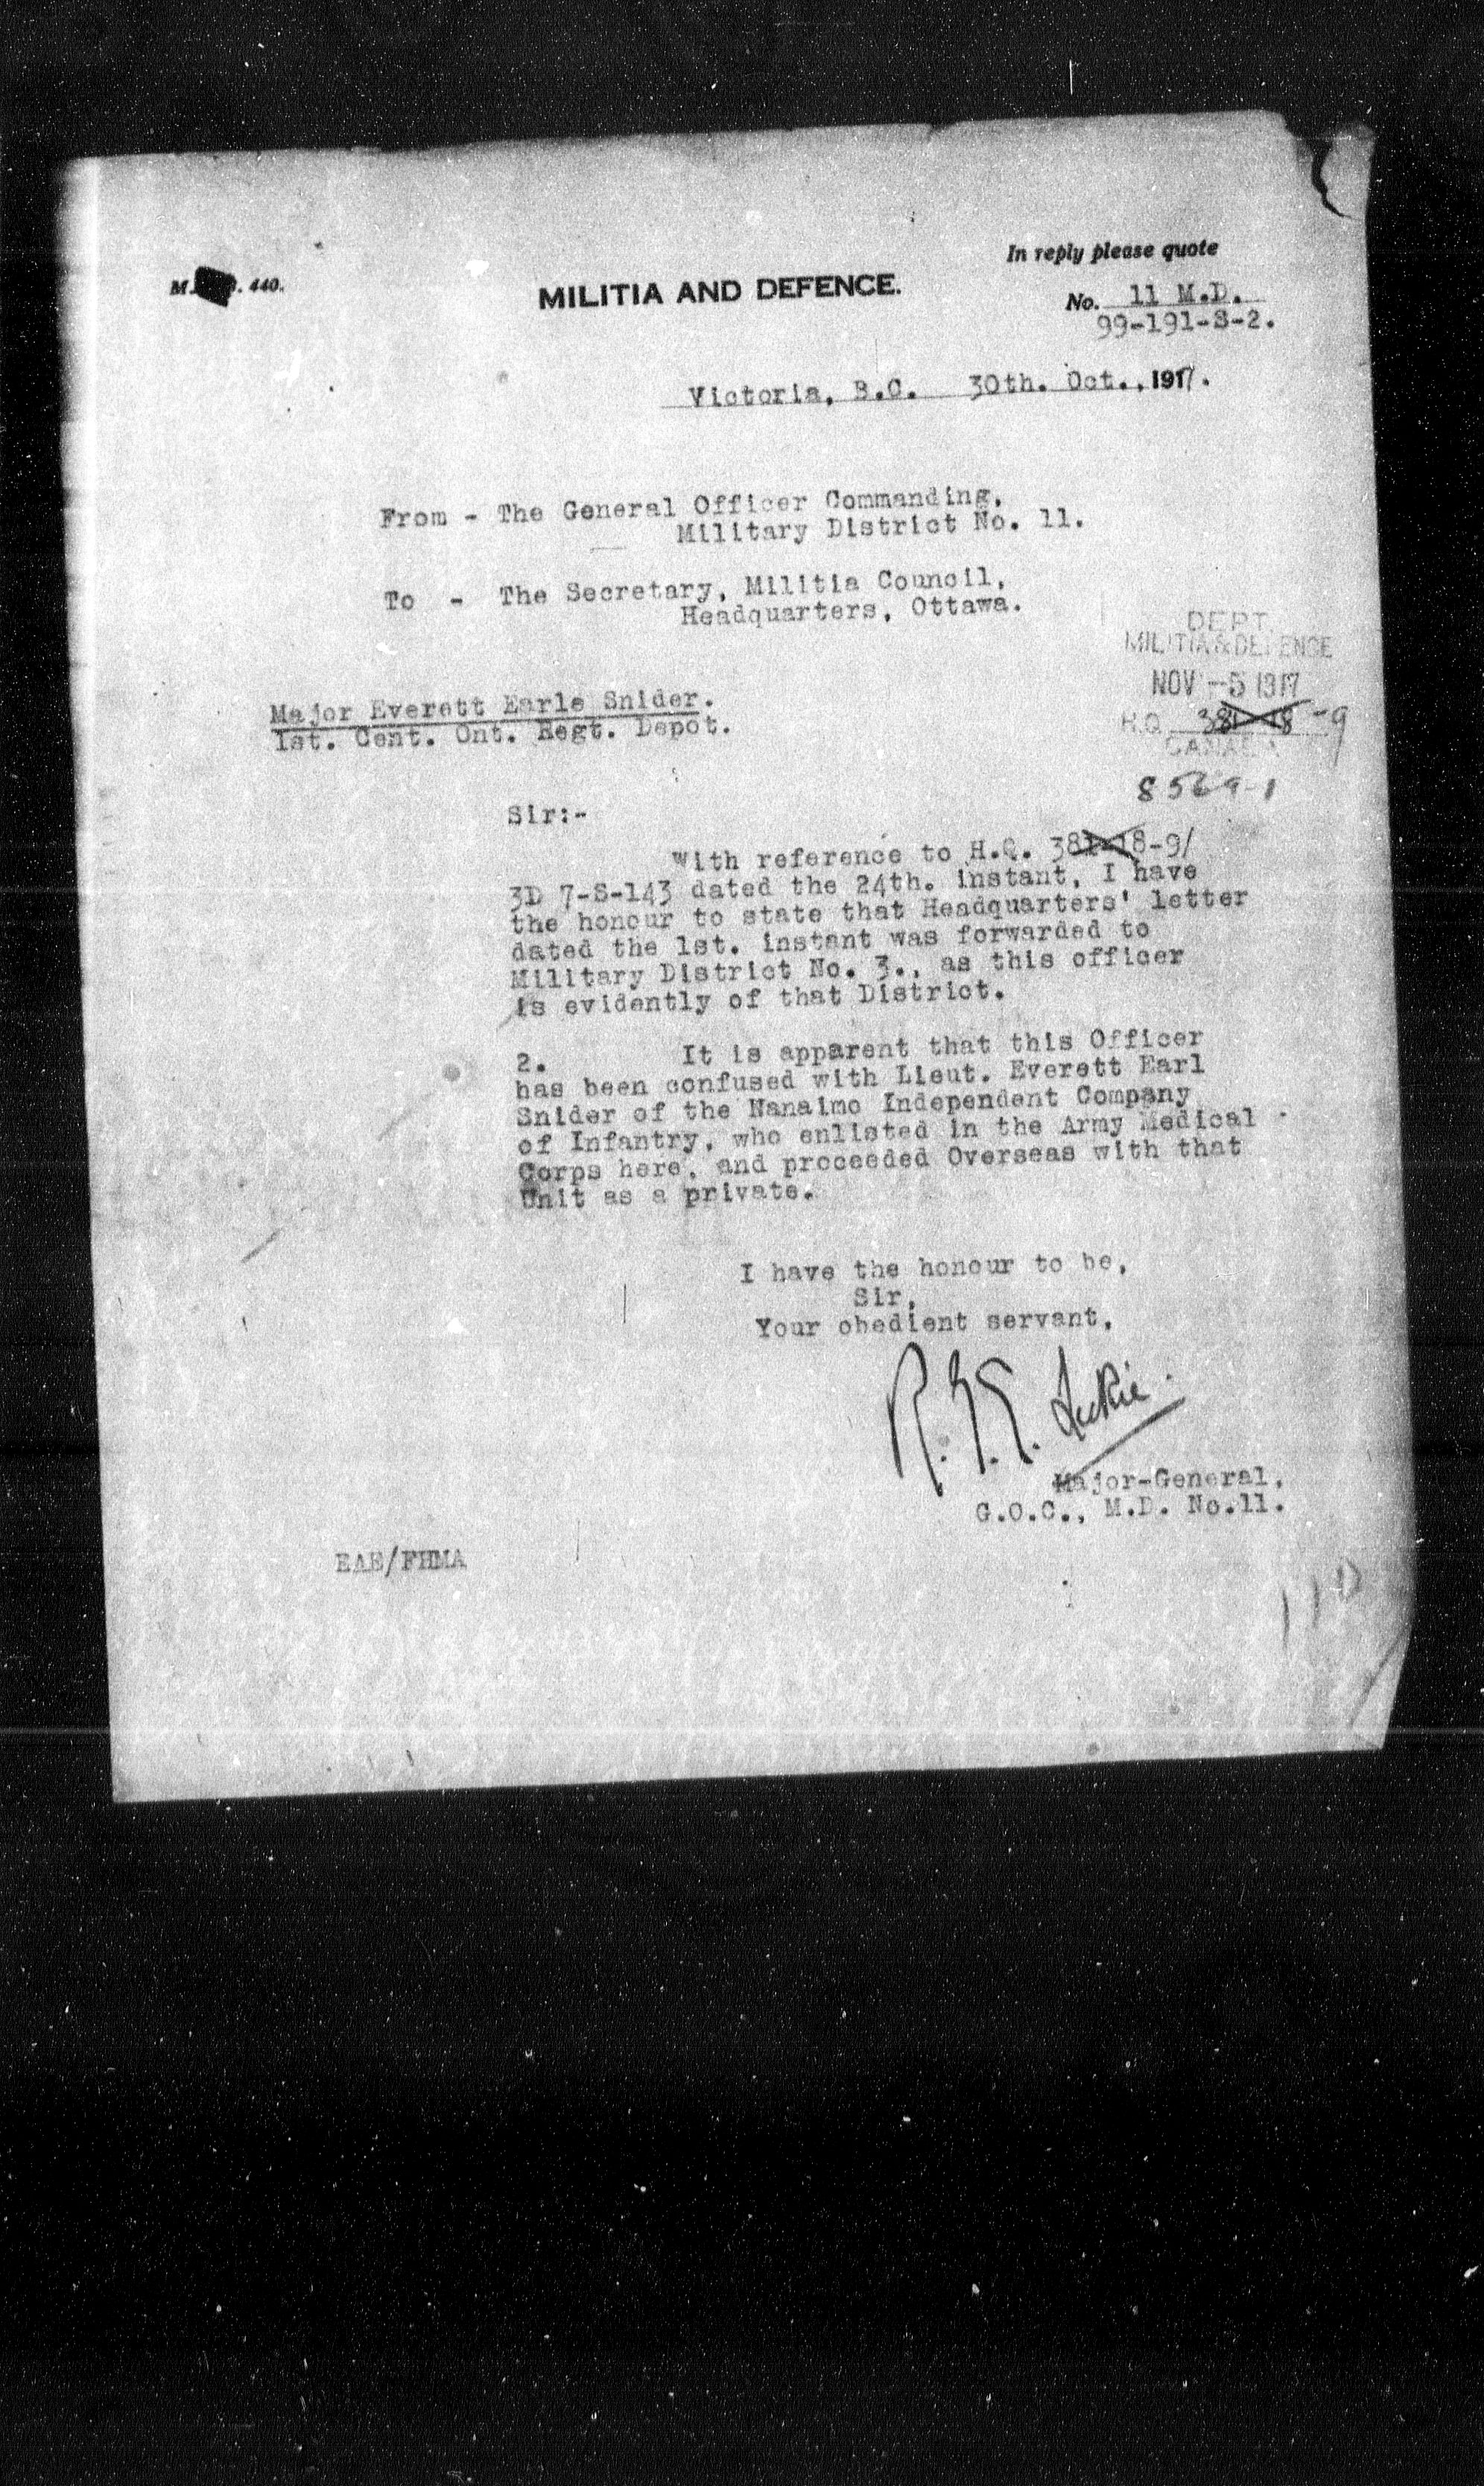 M. 440.
MILITIA AND DEFENCE.
In reply please quote
No. 11 M.D.
99-191-S-2.
Victoria, B.C. 30th. Oct., 1917.
From - The General Officer Commanding,
Military District No. 11.
To - The Secretary, Militia Council,
Headquarters, Ottawa.
DEPT.
MILITIA & DEFENCE
NOV -5 1917
H.Q. 381-18-9
CANADA
8569-1
Major Everett Earle Snider.
1st. Cent. Ont. Regt. Depot.
Sir:-
With reference to H.Q. 381-18-9/
3D 7-S-143 dated the 24th. instant, I have
the honour to state that Headquarters' letter
dated the 1st. instant was forwarded to
Military District No. 3., as this officer
is evidently of that District.
2. It is apparent that this Officer
has been confused with Lieut. Everett Earl
Snider of the Nanaimo Independent Company
of Infantry, who enlisted in the Army Medical
Corps here, and proceeded Overseas with that
Unit as a private.
I have the honour to be,
Sir,
Your obedient servant,
R.G.E. Leckie.
Major-General,
G.O.C., M.D. No.11.
EAE/FHMA